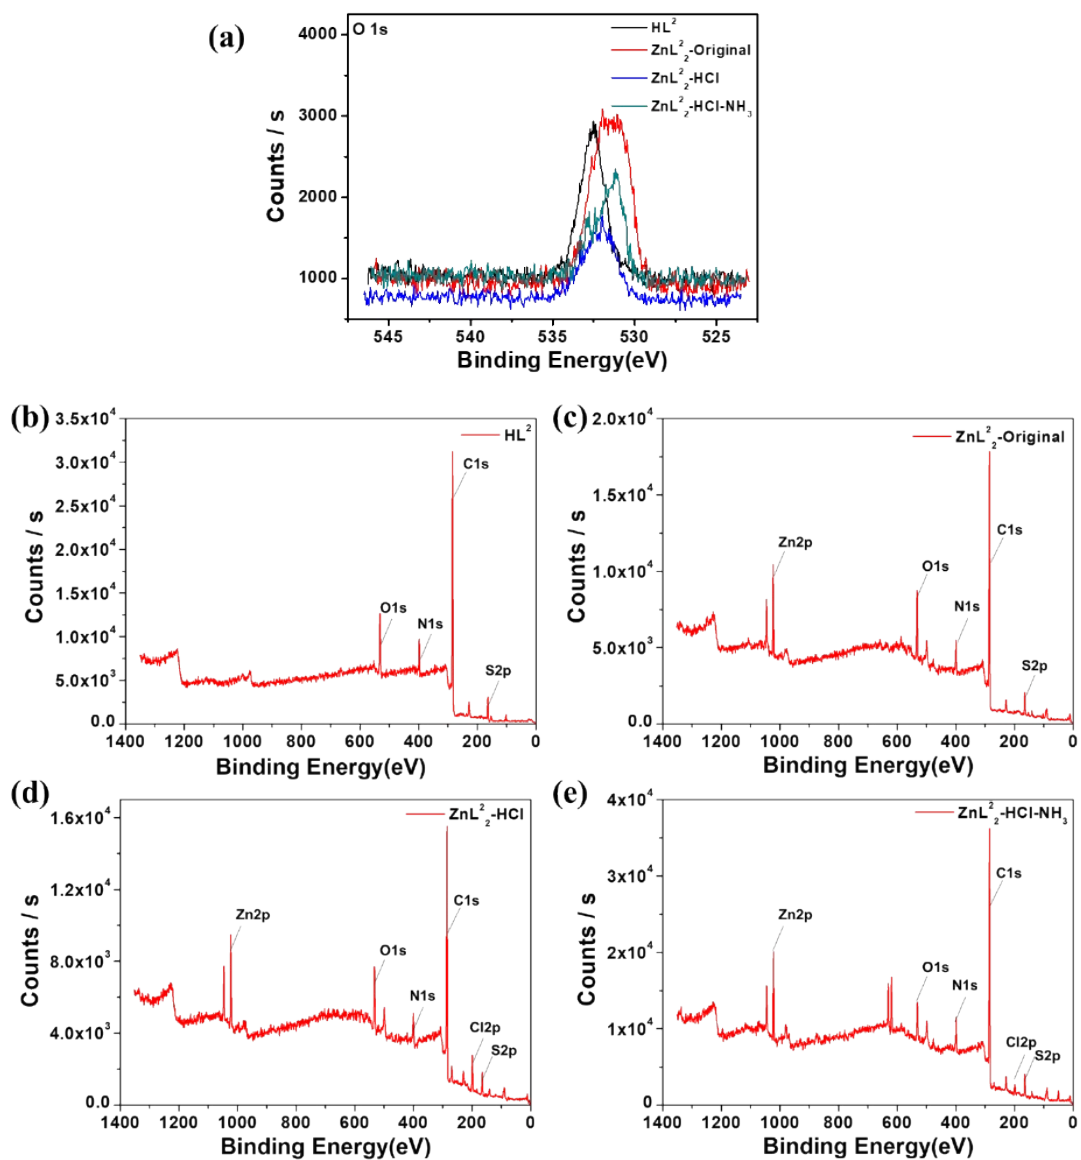 (a)
O 1s
HL²
ZnL²₂-Original
ZnL²₂-HCl
ZnL²₂-HCl-NH₃
4000
3000
2000
1000
Counts / s
545 540 535 530 525
Binding Energy(eV)
(b)
HL²
3.5x10⁴
3.0x10⁴
2.5x10⁴
2.0x10⁴
1.5x10⁴
1.0x10⁴
5.0x10³
0.0
Counts / s
C1s
O1s
N1s
S2p
1400 1200 1000 800 600 400 200 0
Binding Energy(eV)
(c)
ZnL²₂-Original
2.0x10⁴
1.5x10⁴
1.0x10⁴
5.0x10³
0.0
Counts / s
Zn2p
C1s
O1s
N1s
S2p
1400 1200 1000 800 600 400 200 0
Binding Energy(eV)
(d)
ZnL²₂-HCl
1.6x10⁴
1.2x10⁴
8.0x10³
4.0x10³
0.0
Counts / s
Zn2p
C1s
O1s
N1s
Cl2p
S2p
1400 1200 1000 800 600 400 200 0
Binding Energy(eV)
(e)
ZnL²₂-HCl-NH₃
4x10⁴
3x10⁴
2x10⁴
1x10⁴
0
Counts / s
C1s
Zn2p
O1s
N1s
Cl2p
S2p
1400 1200 1000 800 600 400 200 0
Binding Energy(eV)